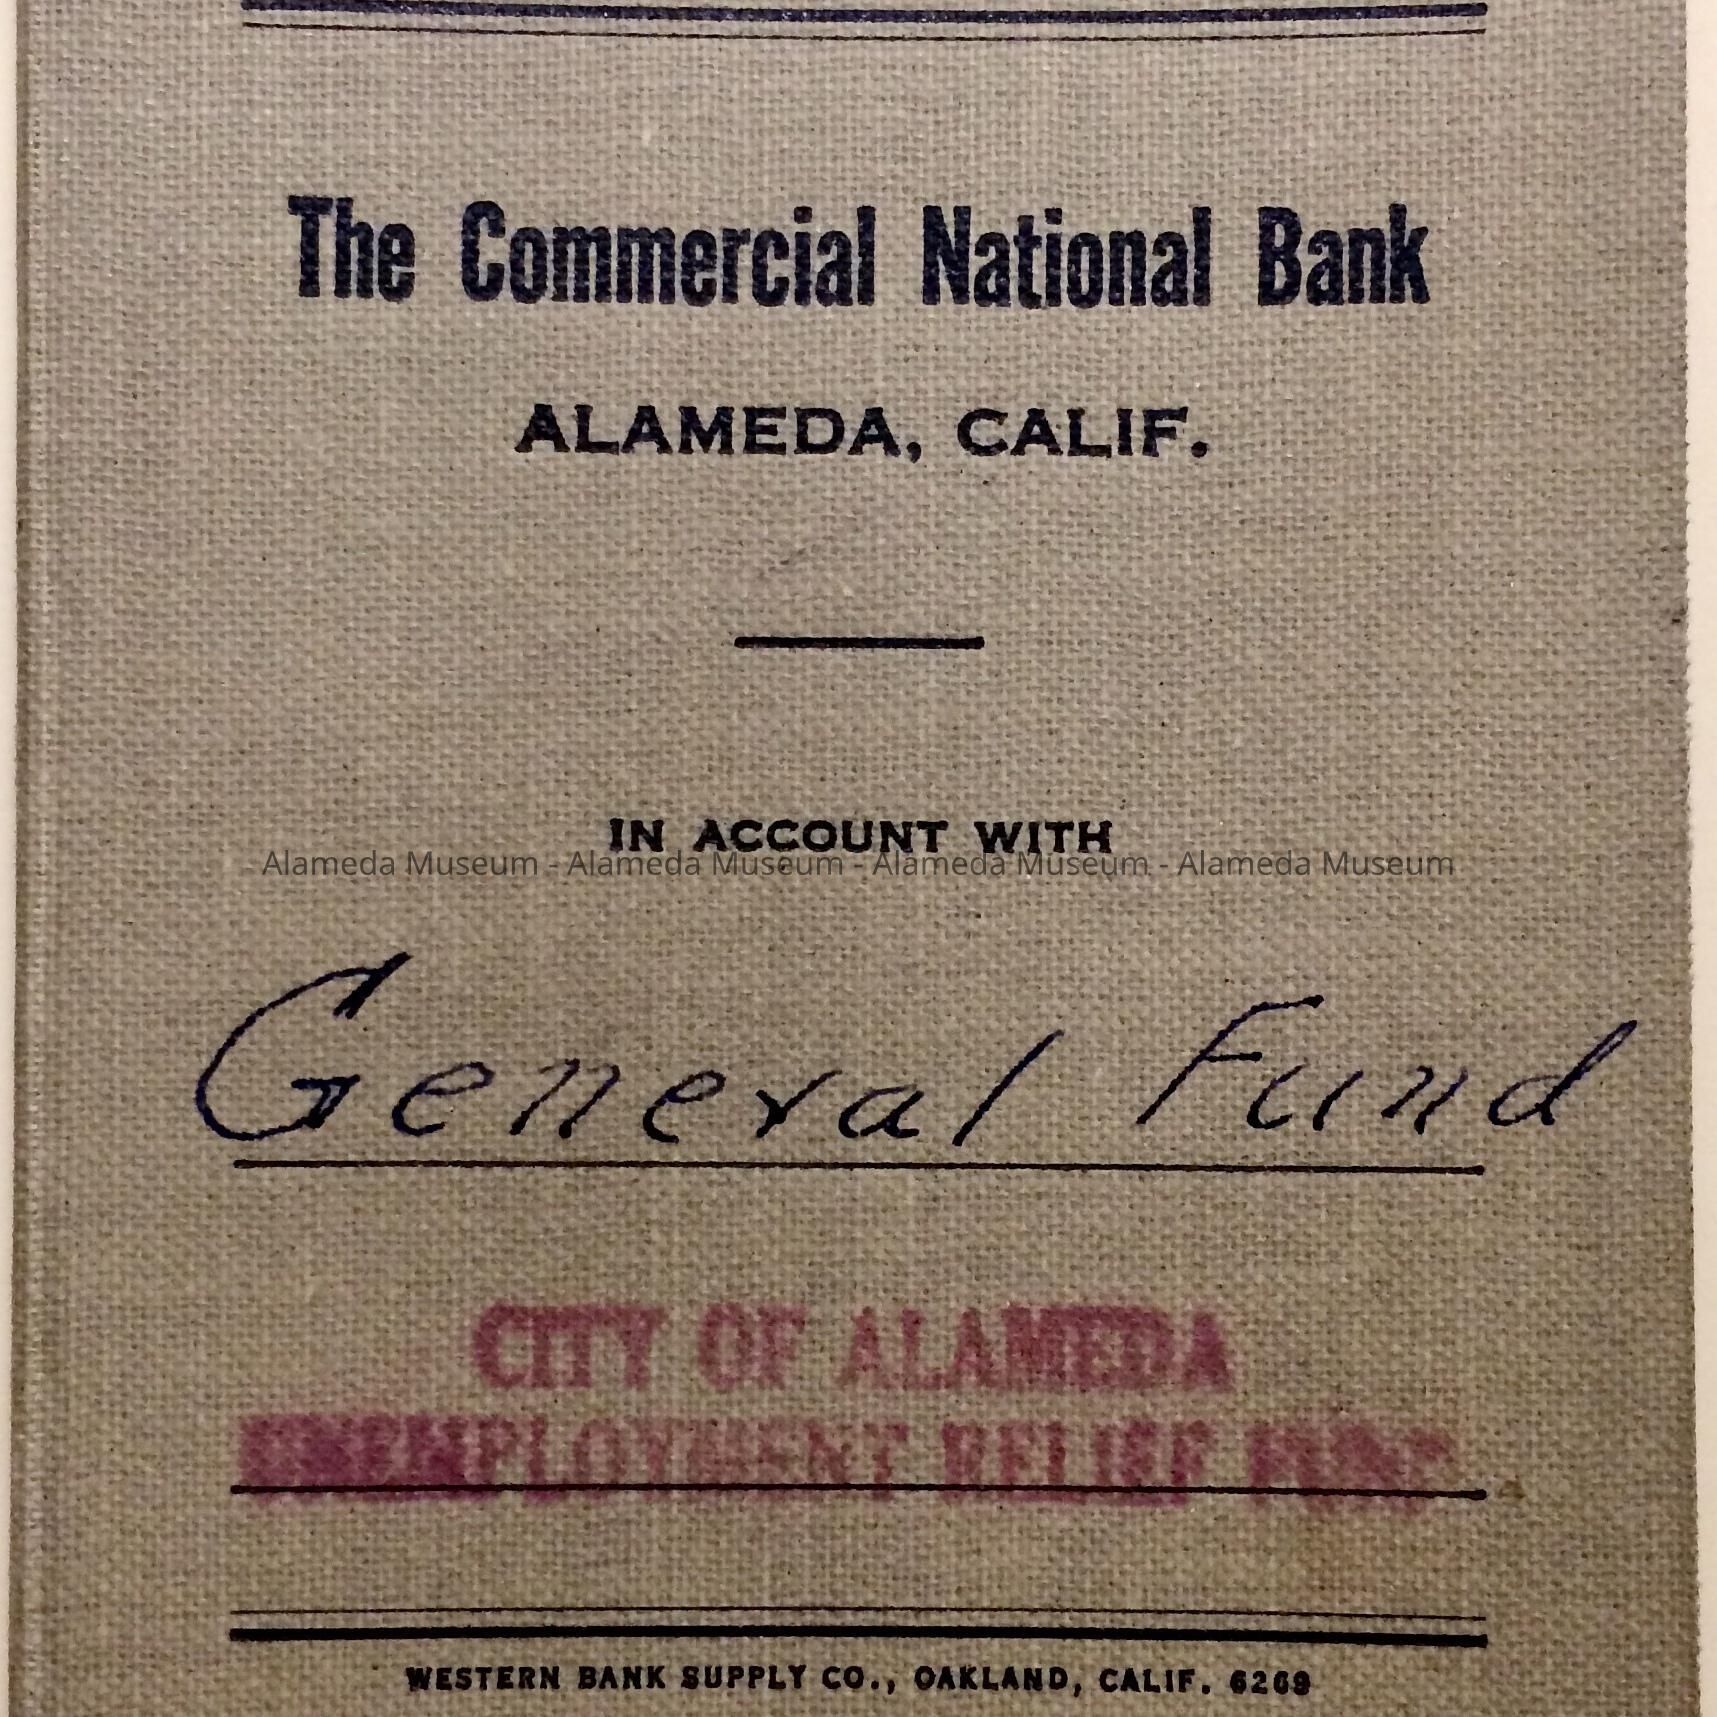 The Commercial National Bank
ALAMEDA, CALIF.
IN ACCOUNT WITH
Alameda Museum - Alameda Museum - Alameda Museum - Alameda Museum
General Fund
CITY OF ALAMEDA
UNEMPLOYMENT RELIEF FUND
WESTERN BANK SUPPLY CO., OAKLAND, CALIF. 6269